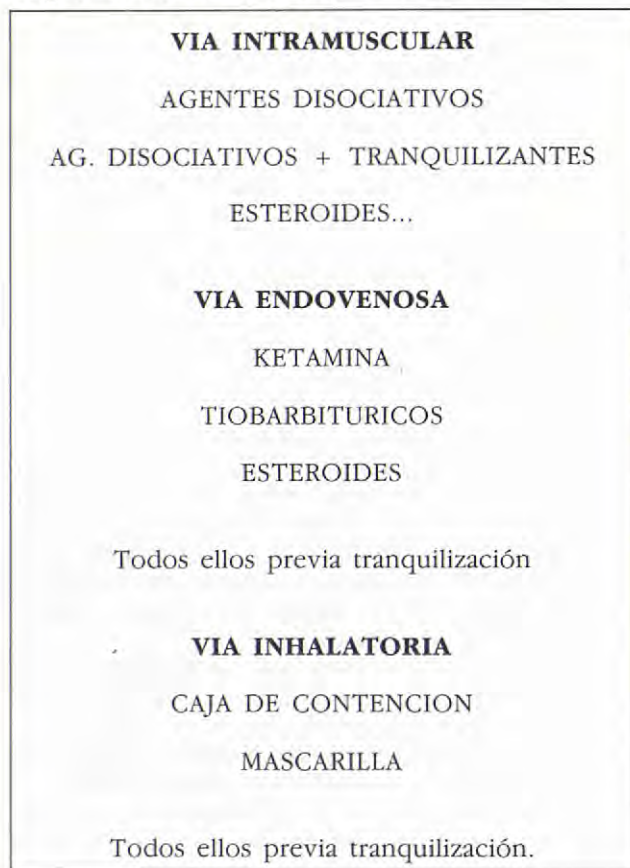 VIA INTRAMUSCULAR
AGENTES DISOCIATIVOS
AG. DISOCIATIVOS + TRANQUILIZANTES
ESTEROIDES...
VIA ENDOVENOSA
KETAMINA
TIOBARBITURICOS
ESTEROIDES
Todos ellos previa tranquilización
VIA INHALATORIA
CAJA DE CONTENCION
MASCARILLA
Todos ellos previa tranquilización.